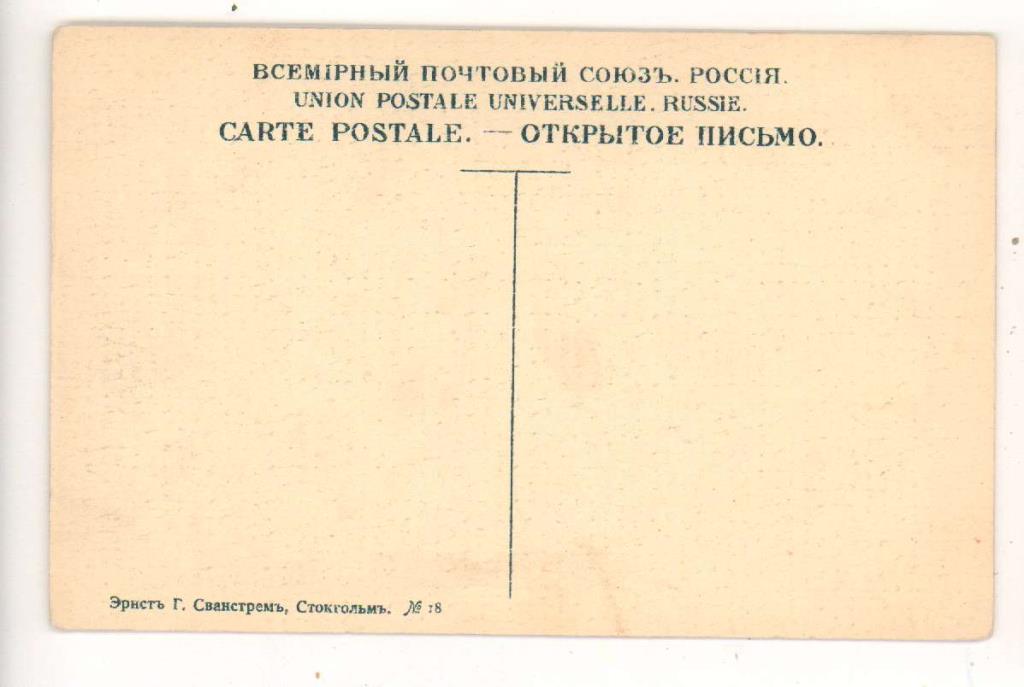 ВСЕМІРНЫЙ ПОЧТОВЫЙ СОЮЗЪ. РОССІЯ.
UNION POSTALE UNIVERSELLE. RUSSIE.
CARTE POSTALE. — ОТКРЫТОЕ ПИСЬМО.
Эрнстъ Г. Сванстремъ, Стокгольмъ. № 18